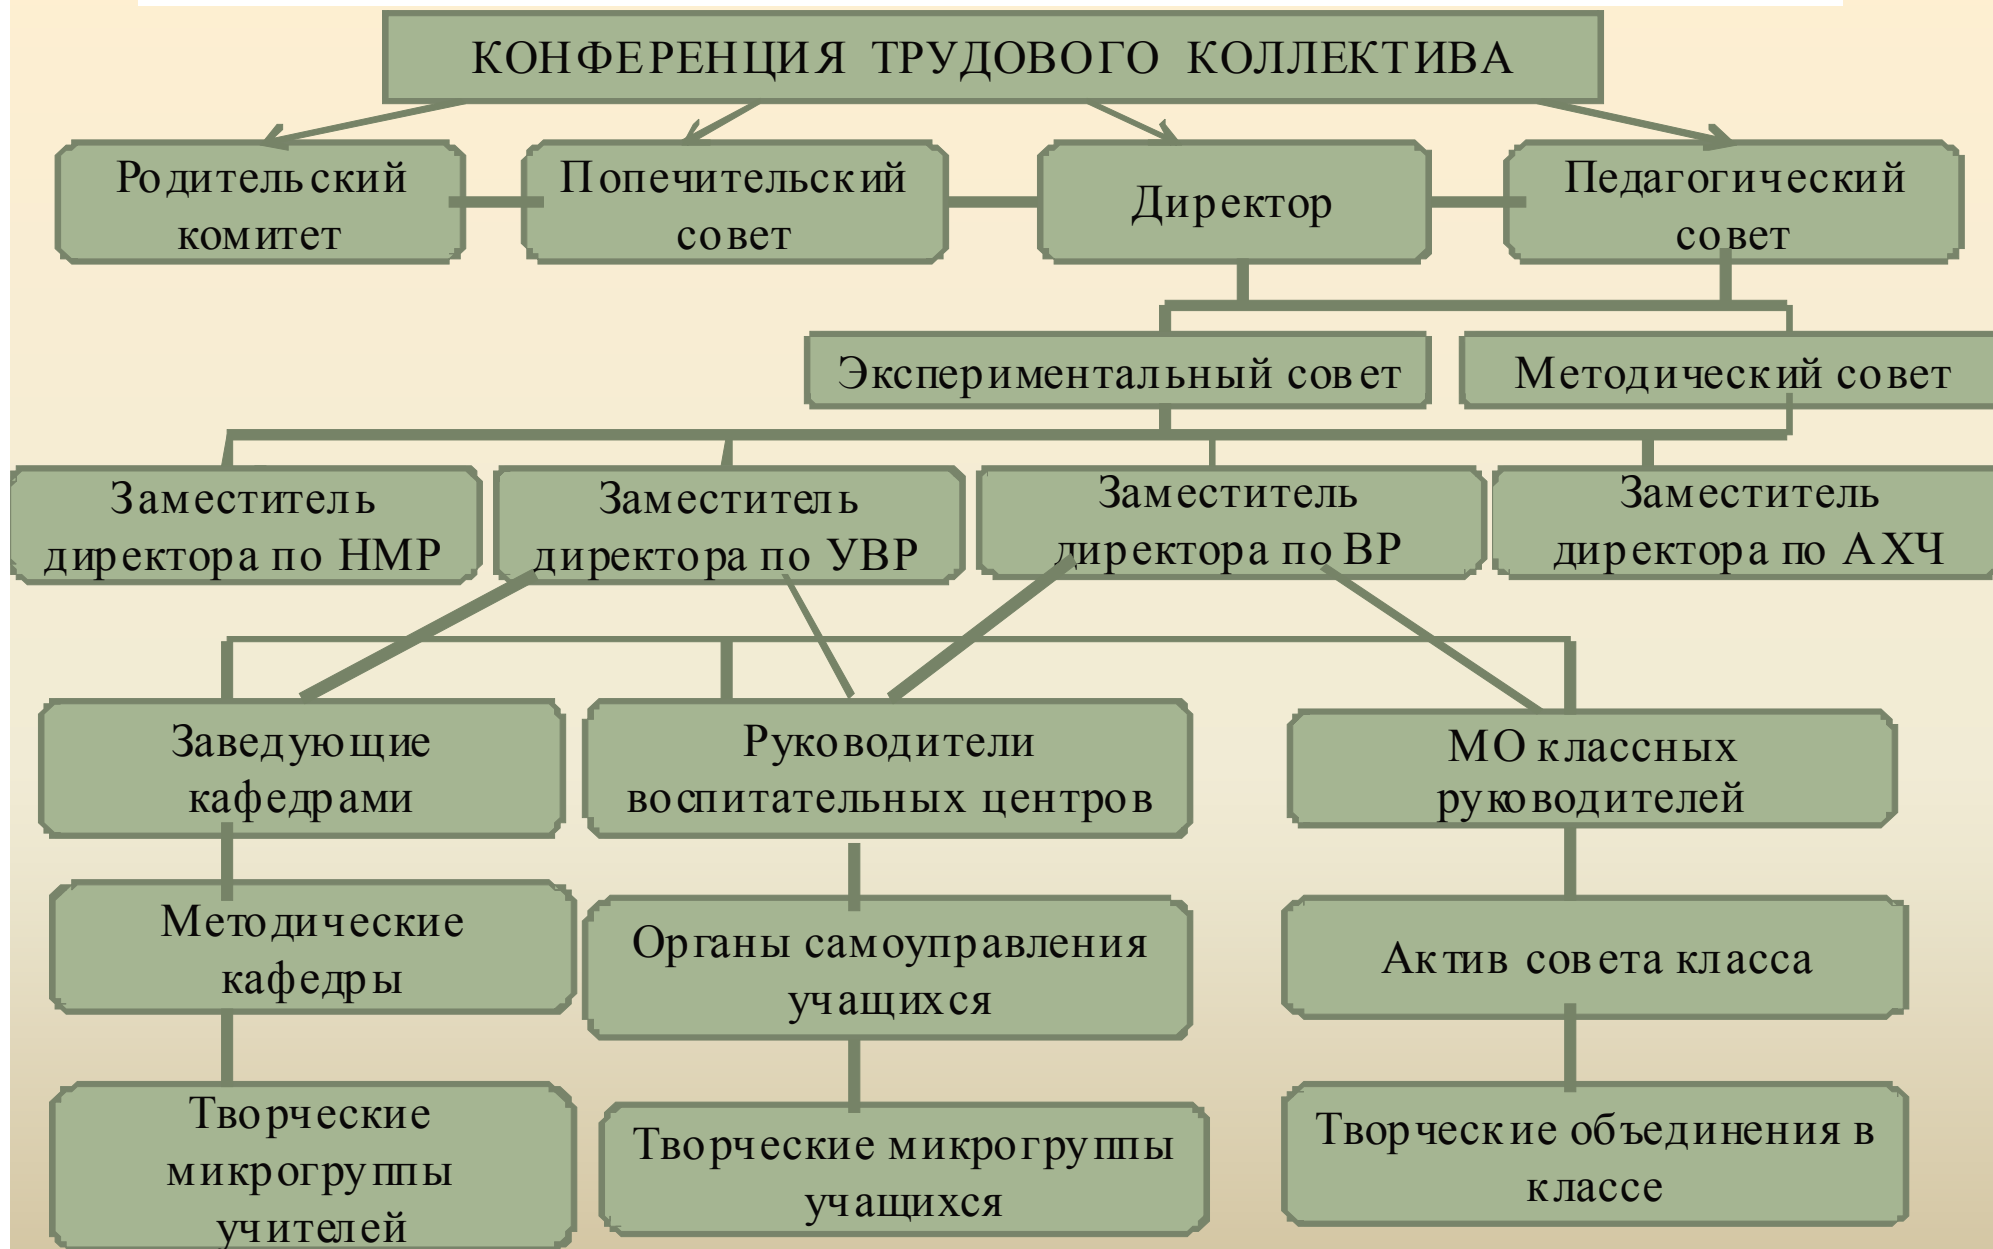 КОНФЕРЕНЦИЯ ТРУДОВОГО КОЛЛЕКТИВА
Родительский
комитет
Попечительский
совет
Директор
Педагогический
совет
Экспериментальный совет
Методический совет
Заместитель
директора по НМР
Заместитель
директора по УВР
Заместитель
директора по ВР
Заместитель
директора по АХЧ
Заведующие
кафедрами
Руководители
воспитательных центров
МО классных
руководителей
Методические
кафедры
Органы самоуправления
учащихся
Актив совета класса
Творческие
микрогруппы
учителей
Творческие микрогруппы
учащихся
Творческие объединения в
классе